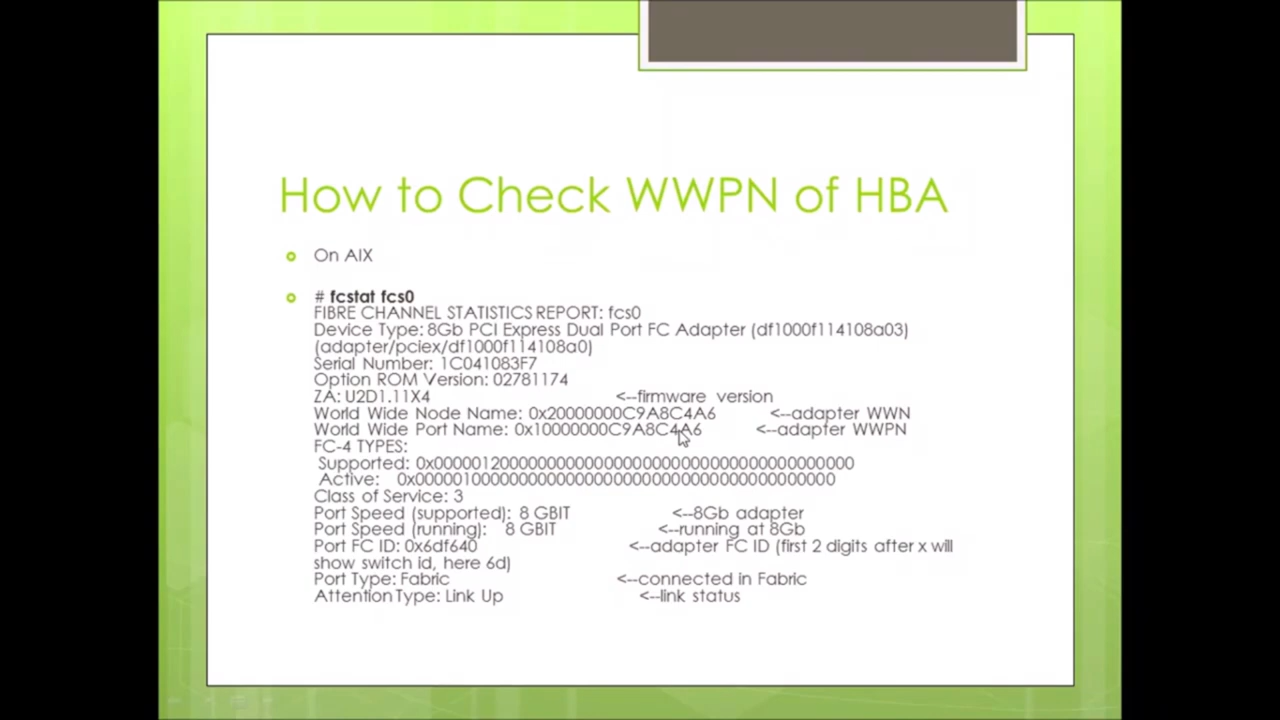 How to Check WWPN of HBA
On AIX
# fcstat fcs0
FIBRE CHANNEL STATISTICS REPORT: fcs0
Device Type: 8Gb PCI Express Dual Port FC Adapter (df1000f114108a03)
(adapter/pciex/df1000f114108a0)
Serial Number: 1C041083F7
Option ROM Version: 02781174
ZA: U2D1.11X4 <--firmware version
World Wide Node Name: 0x20000000C9A8C4A6 <--adapter WWN
World Wide Port Name: 0x10000000C9A8C4A6 <--adapter WWPN
FC-4 TYPES:
Supported: 0x0000012000000000000000000000000000000000000000000000000000000000
Active: 0x0000010000000000000000000000000000000000000000000000000000000000
Class of Service: 3
Port Speed (supported): 8 GBIT <--8Gb adapter
Port Speed (running): 8 GBIT <--running at 8Gb
Port FC ID: 0x6df640 <--adapter FC ID (first 2 digits after x will
show switch id, here 6d)
Port Type: Fabric <--connected in Fabric
Attention Type: Link Up <--link status